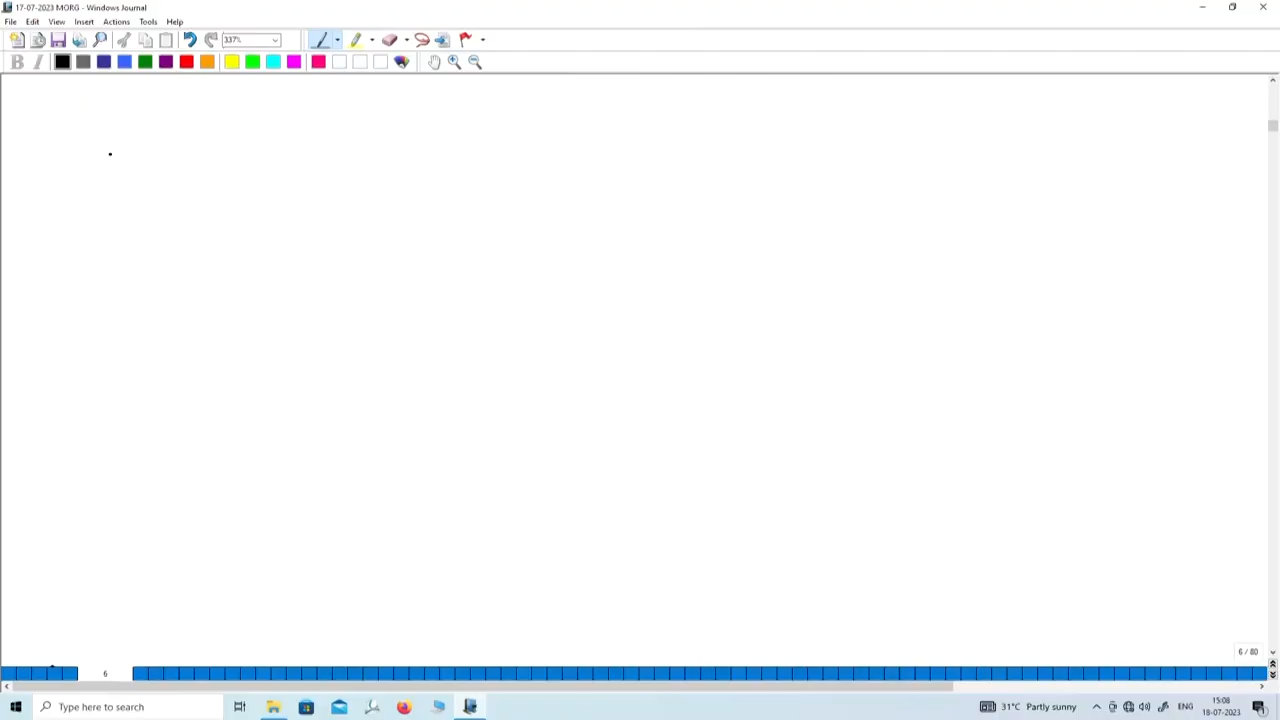 17-07-2023 MORG - Windows Journal
File Edit View Insert Actions Tools Help
337%
B I
6 / 80
6
Type here to search
31°C Partly sunny
ENG
15:08
18-07-2023
1